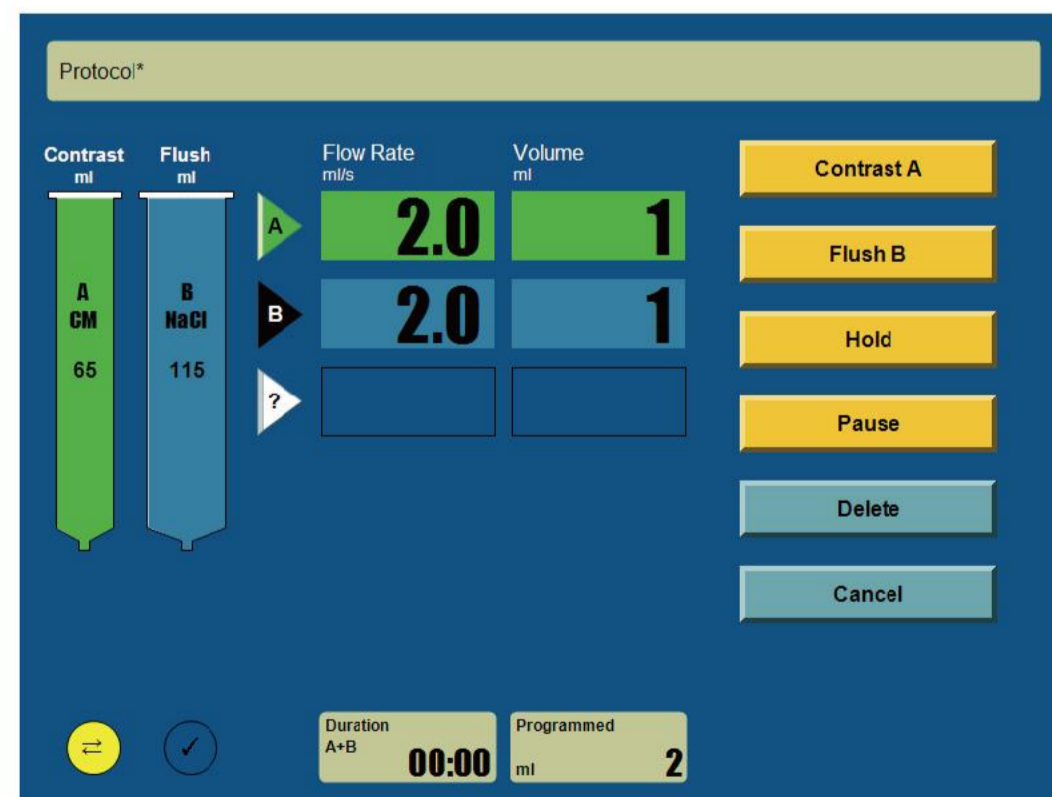 Protocol*
Contrast
ml
Flush
ml
Flow Rate
ml/s
Volume
ml
A
CM
65
B
NaCl
115
A
2.0
1
B
2.0
1
?
Contrast A
Flush B
Hold
Pause
Delete
Cancel
Duration
A+B
00:00
Programmed
ml
2